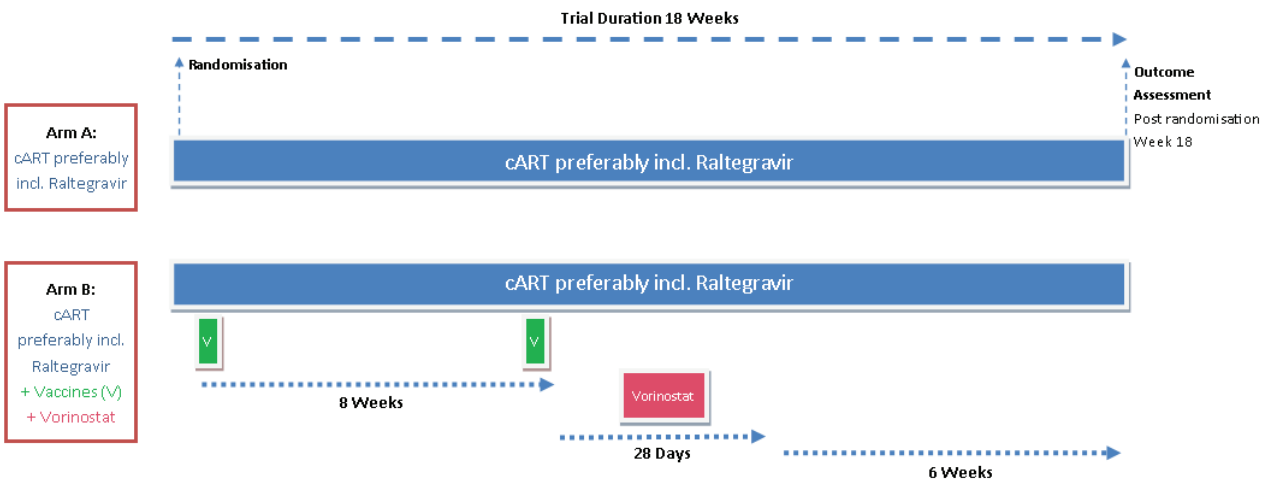 Trial Duration 18 Weeks
Randomisation
Outcome
Assessment
Post randomisation
Week 18
Arm A:
cART preferably
incl. Raltegravir
cART preferably incl. Raltegravir
Arm B:
cART
preferably incl.
Raltegravir
+ Vaccines (V)
+ Vorinostat
cART preferably incl. Raltegravir
V
V
8 Weeks
Vorinostat
28 Days
6 Weeks